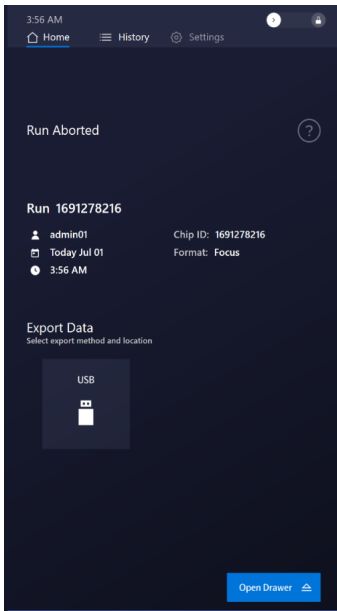 3:56 AM
Home History Settings
Run Aborted
?
Run 1691278216
admin01 Chip ID: 1691278216
Today Jul 01 Format: Focus
3:56 AM
Export Data
Select export method and location
USB
Open Drawer